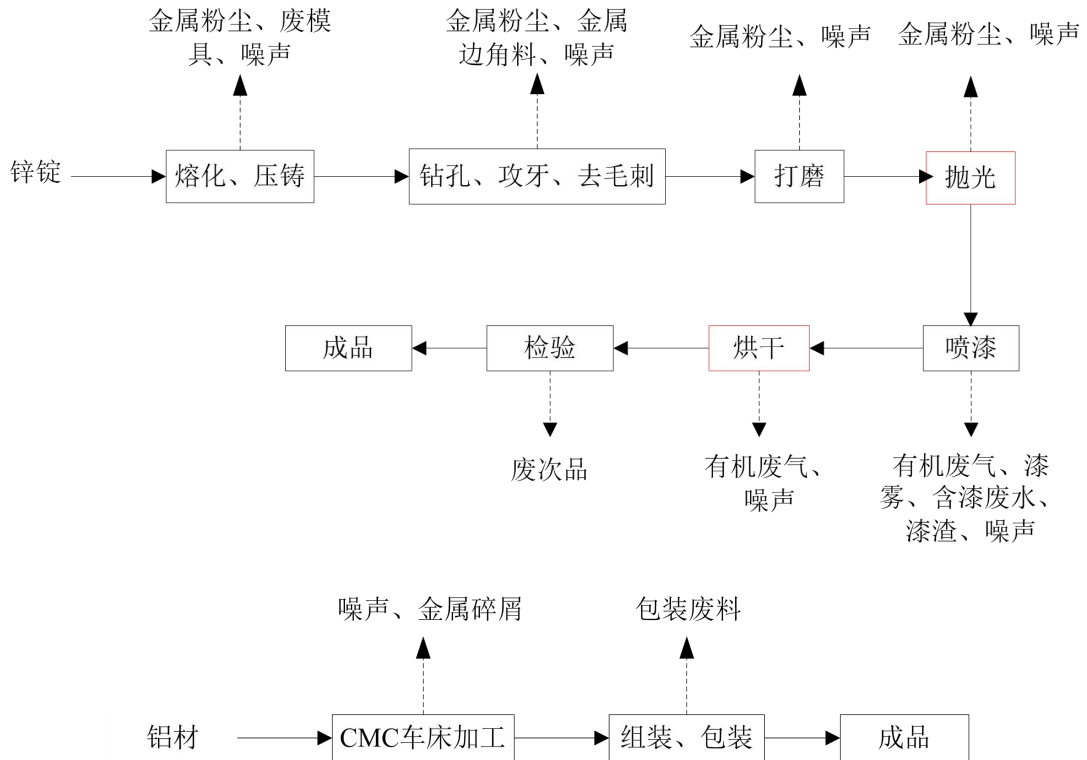 金属粉尘、废模
具、噪声
金属粉尘、金属
边角料、噪声
金属粉尘、噪声
金属粉尘、噪声
锌锭
熔化、压铸
钻孔、攻牙、去毛刺
打磨
抛光
成品
检验
烘干
喷漆
废次品
有机废气、
噪声
有机废气、漆
雾、含漆废水、
漆渣、噪声
噪声、金属碎屑
包装废料
铝材
CMC车床加工
组装、包装
成品